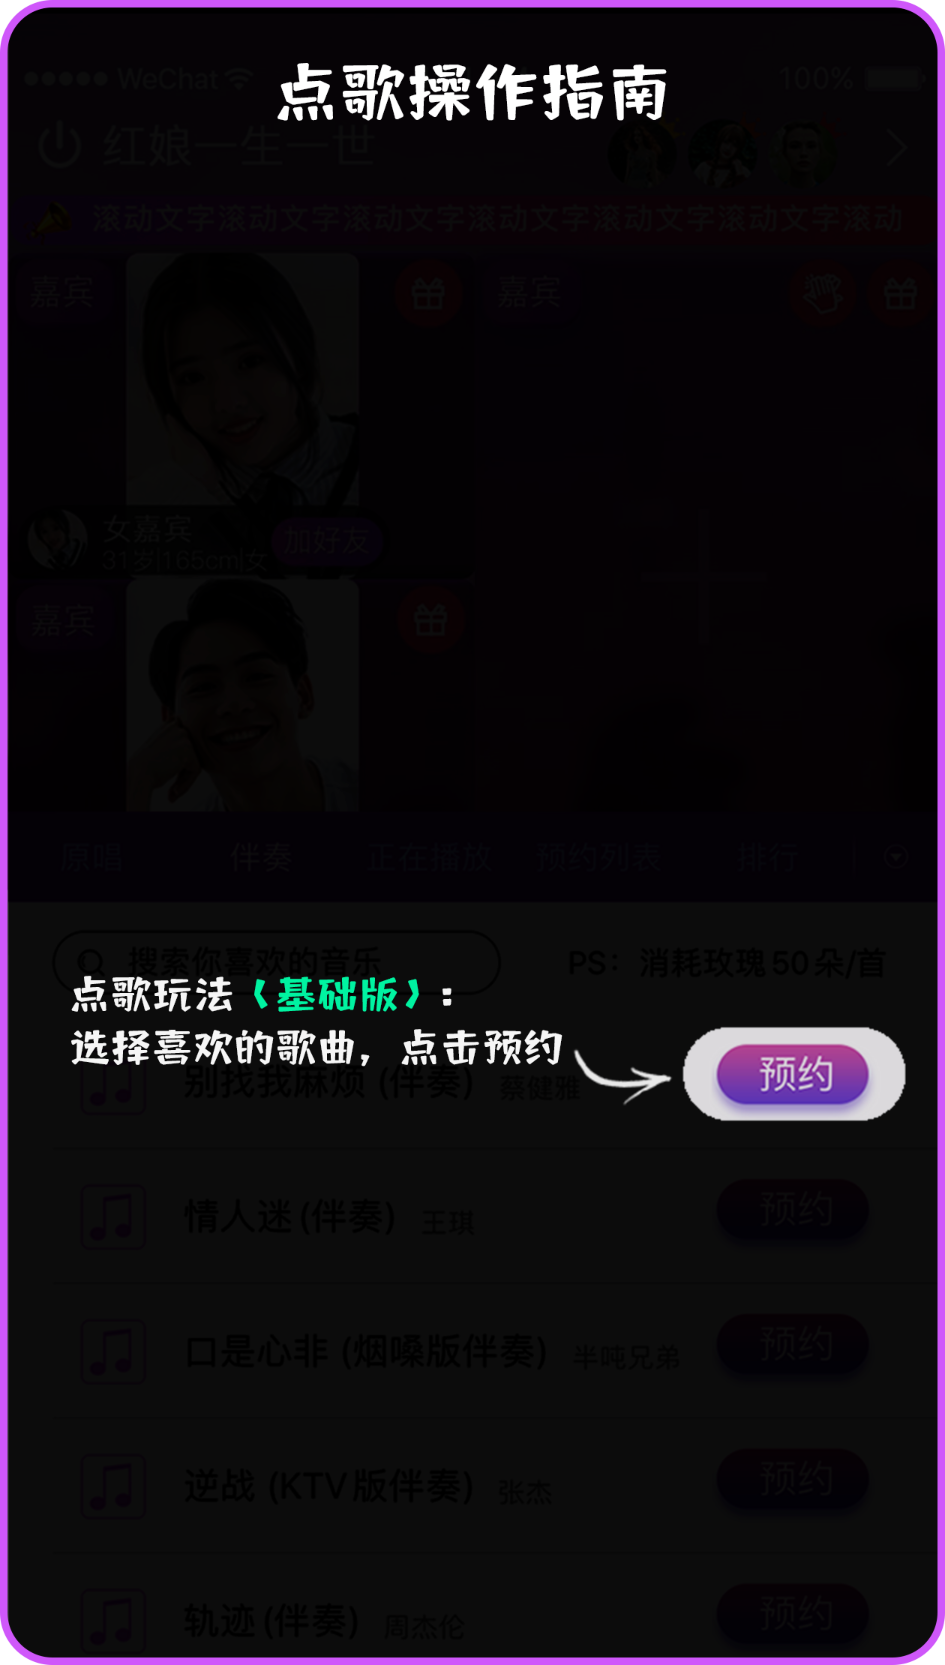 WeChat
100%
点歌操作指南
红娘一生一世
滚动文字滚动文字滚动文字滚动文字滚动文字滚动文字滚动
嘉宾
嘉宾
女嘉宾
31岁|165cm|女
加好友
嘉宾
原唱 伴奏 正在播放 预约列表 排行
搜索你喜欢的音乐
PS：消耗玫瑰50朵/首
点歌玩法〈基础版〉：
选择喜欢的歌曲，点击预约
预约
别找我麻烦 (伴奏) 蔡健雅
情人迷 (伴奏) 王琪
预约
口是心非 (烟嗓版伴奏) 半吨兄弟
预约
逆战 (KTV版伴奏) 张杰
预约
轨迹 (伴奏) 周杰伦
预约